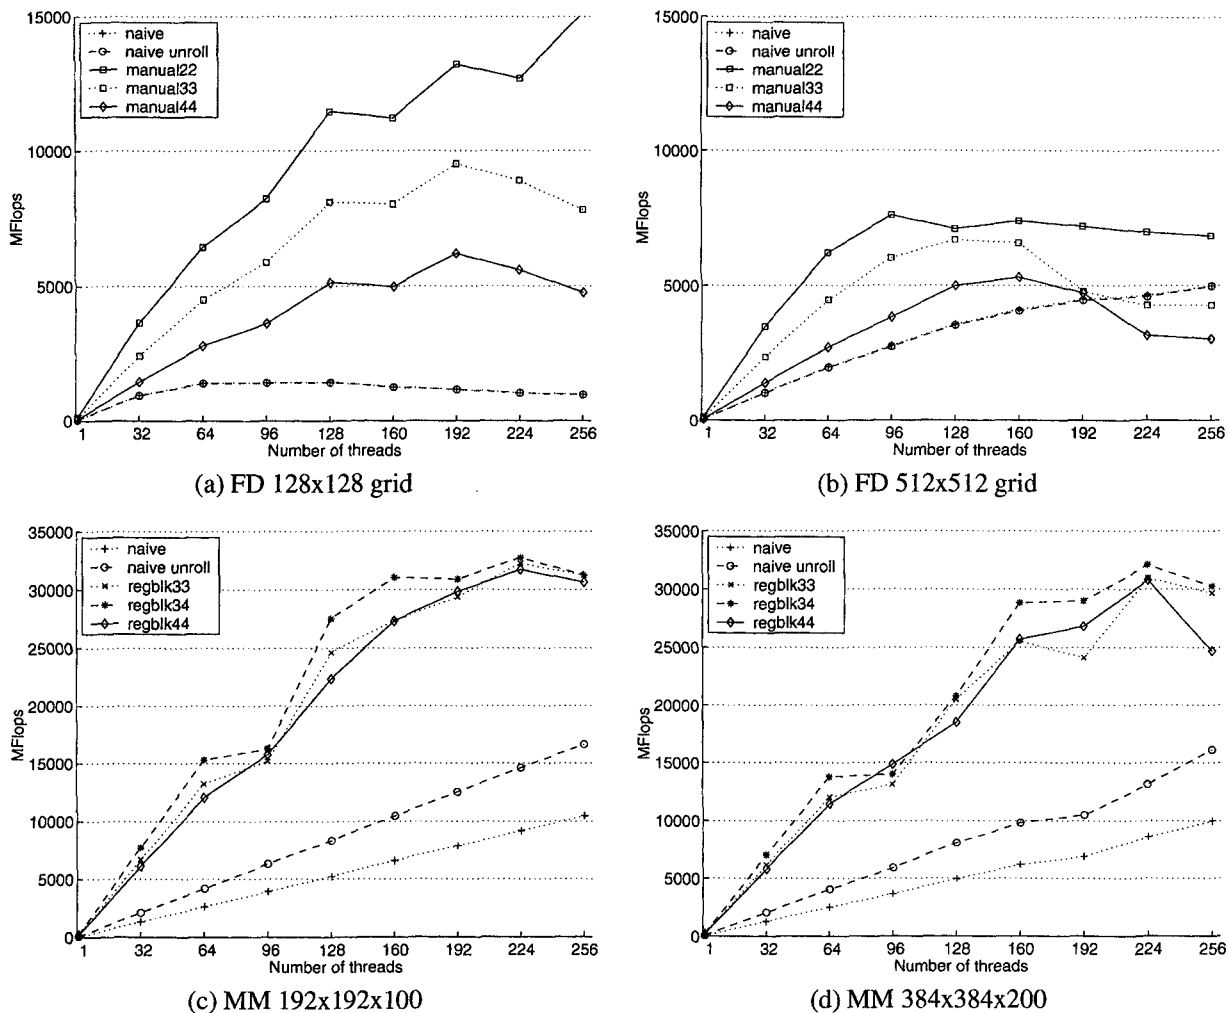 15000
10000
5000
0
MFlops
naive
naive unroll
manual22
manual33
manual44
1 32 64 96 128 160 192 224 256
Number of threads
(a) FD 128x128 grid
15000
10000
5000
0
MFlops
naive
naive unroll
manual22
manual33
manual44
1 32 64 96 128 160 192 224 256
Number of threads
(b) FD 512x512 grid
35000
30000
25000
20000
15000
10000
5000
0
MFlops
naive
naive unroll
regblk33
regblk34
regblk44
1 32 64 96 128 160 192 224 256
Number of threads
(c) MM 192x192x100
35000
30000
25000
20000
15000
10000
5000
0
MFlops
naive
naive unroll
regblk33
regblk34
regblk44
1 32 64 96 128 160 192 224 256
Number of threads
(d) MM 384x384x200